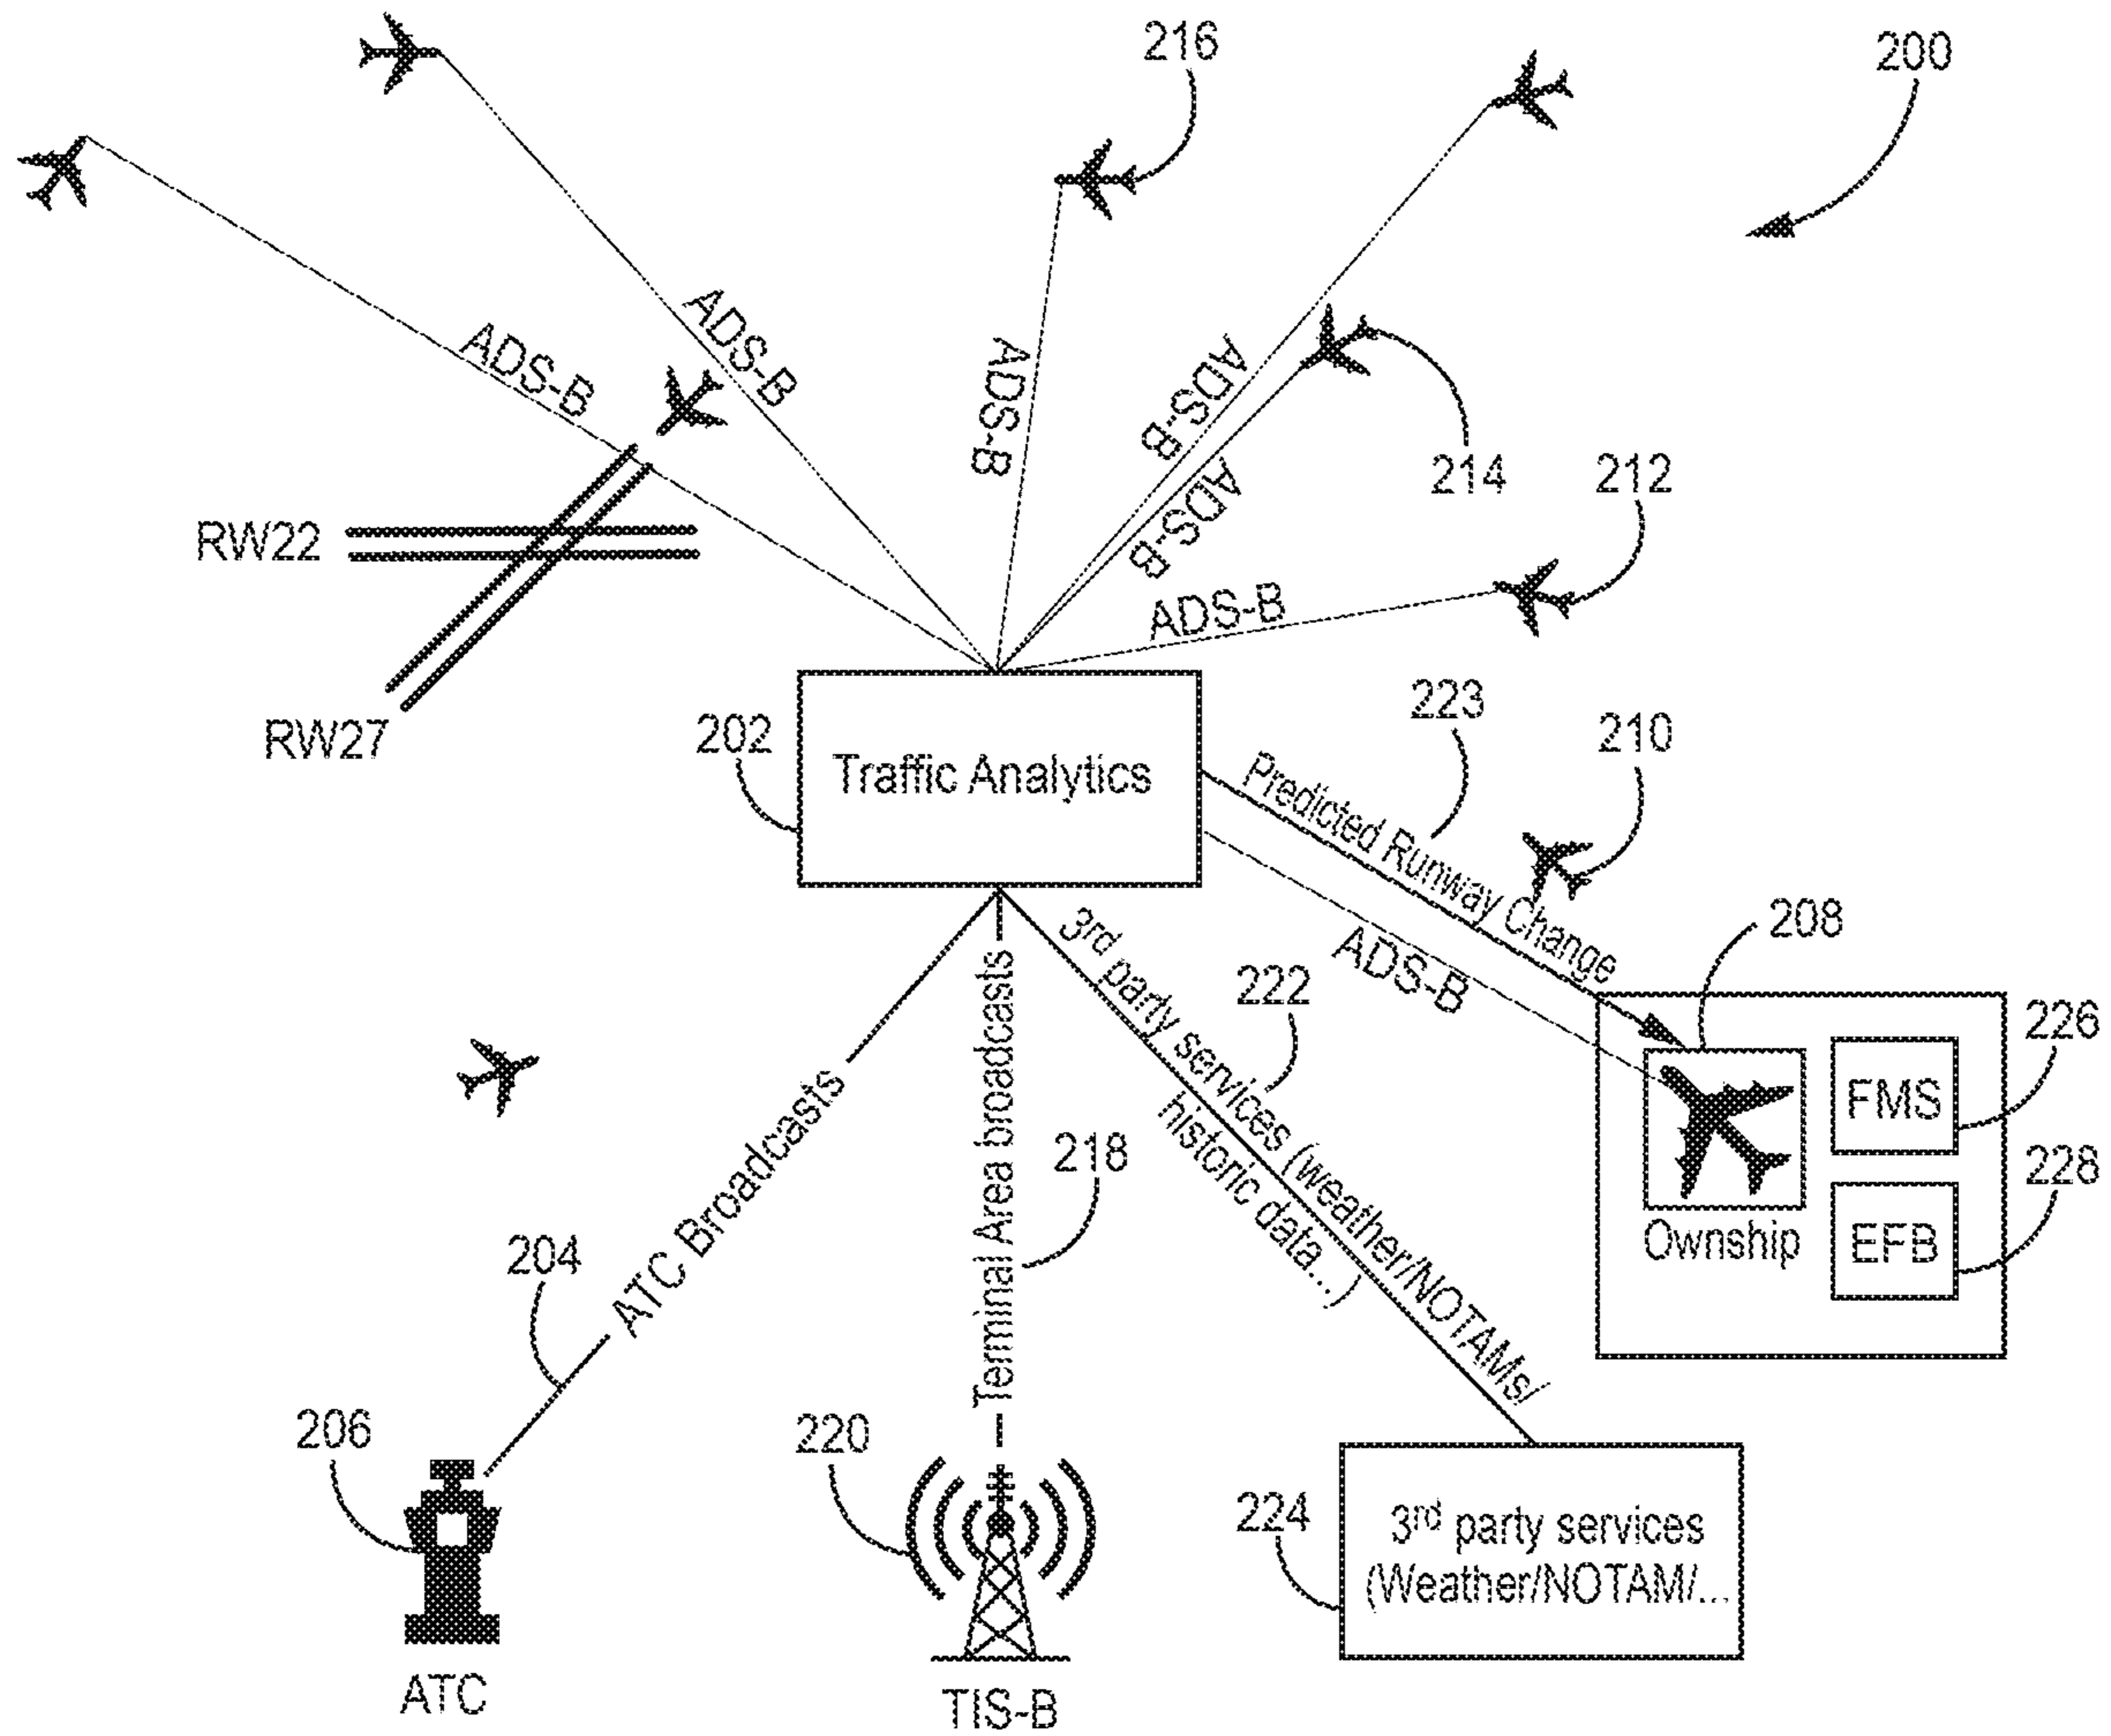 216
200
ADS-B
ADS-B
ADS-B
ADS-B
ADS-B
214
212
RW22
ADS-B
RW27
202
Traffic Analytics
223
210
Predicted Runway Change
ADS-B
208
3rd party services (weather/NOTAMs/
historic data...)
222
226
FMS
Ownship
228
EFB
Terminal Area broadcasts
218
ATC Broadcasts
204
206
220
224
3rd party services
(Weather/NOTAM/...
ATC
TIS-B